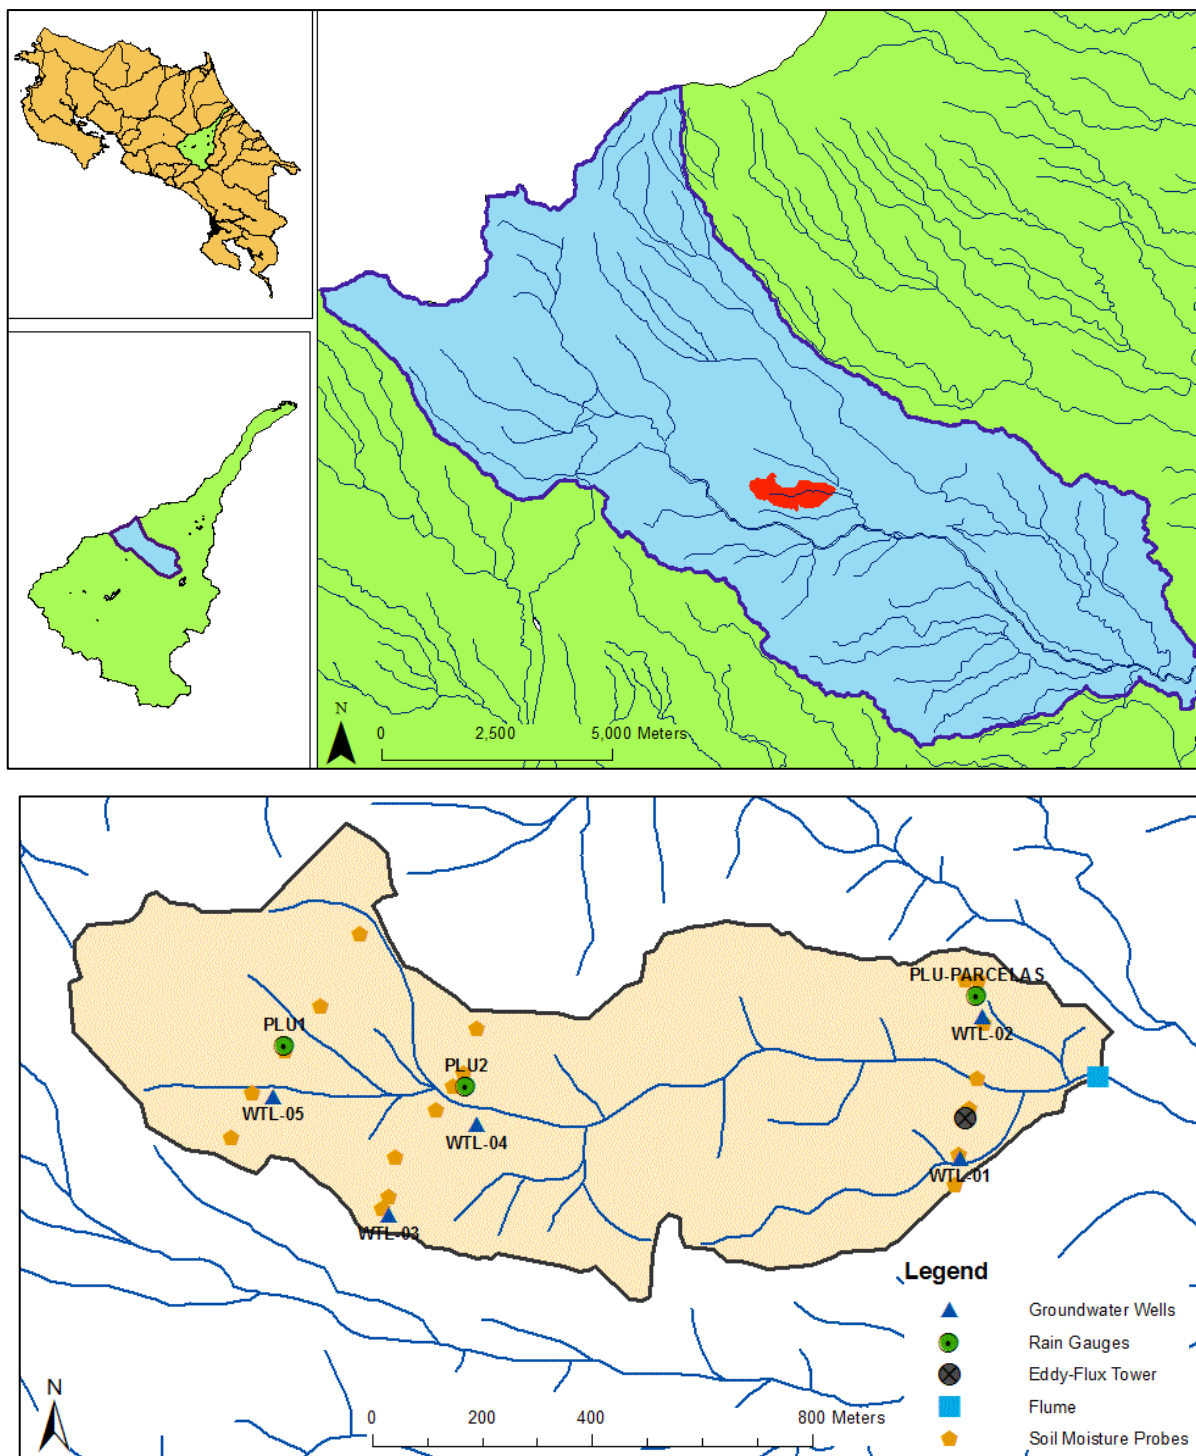 N
0 2,500 5,000 Meters
PLU-PARCELAS
WTL-02
PLU1
PLU2
WTL-05
WTL-04
WTL-01
WTL-03
Legend
Groundwater Wells
Rain Gauges
Eddy-Flux Tower
Flume
Soil Moisture Probes
N
0 200 400 800 Meters